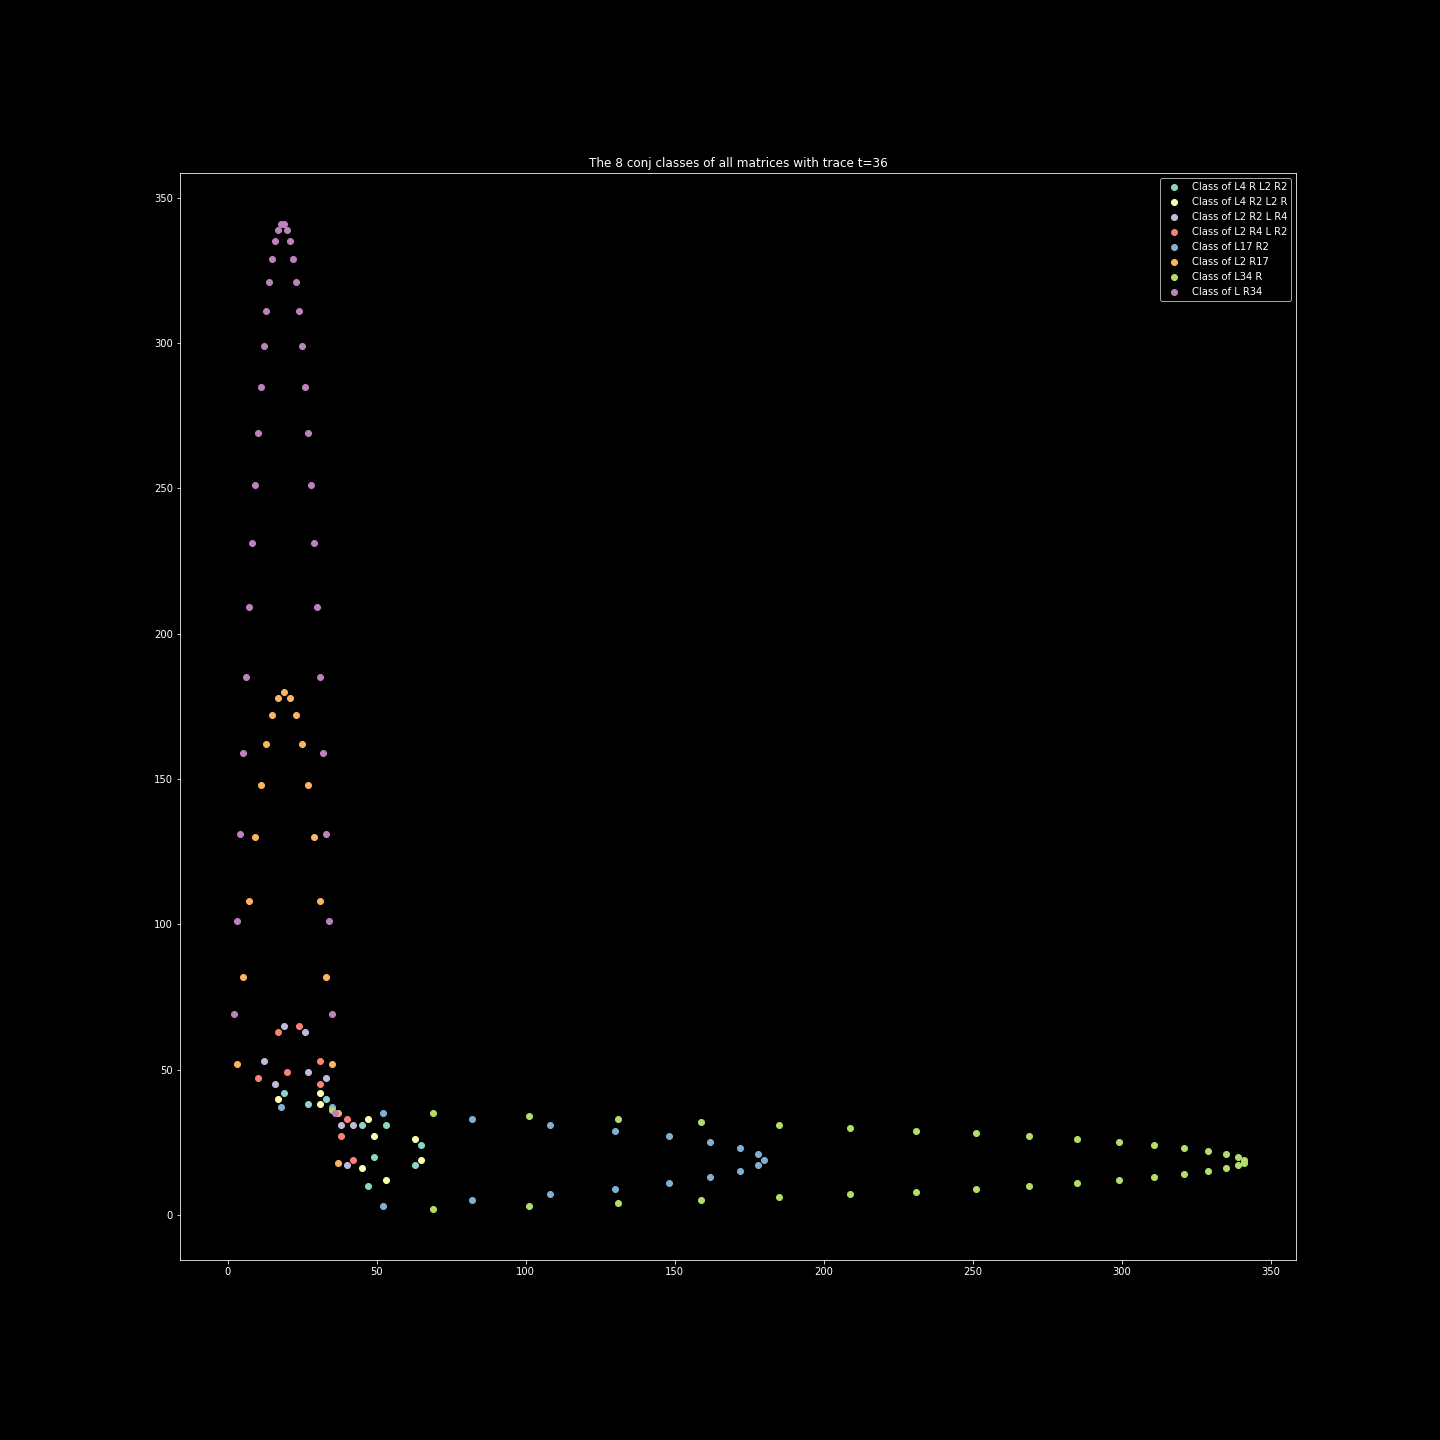 The 8 conj classes of all matrices with trace t=36
Class of L4 R L2 R2
Class of L4 R2 L2 R
Class of L2 R2 L R4
Class of L2 R4 L R2
Class of L17 R2
Class of L2 R17
Class of L34 R
Class of L R34
350
300
250
200
150
100
50
0
0 50 100 150 200 250 300 350